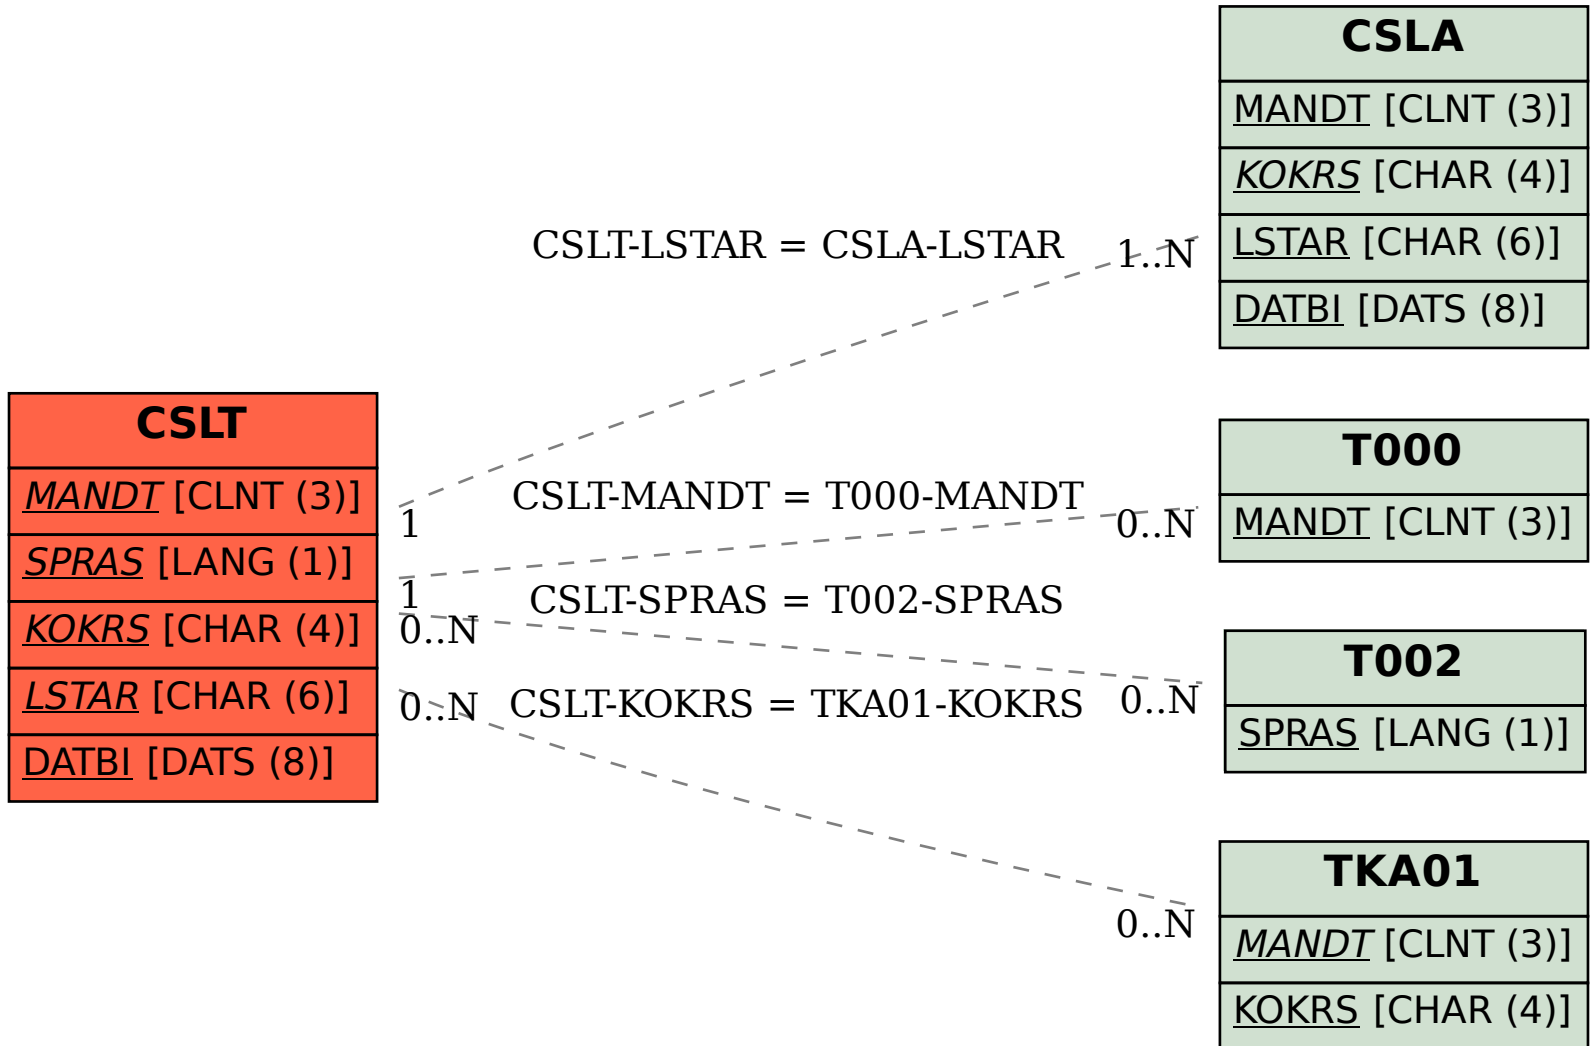 CSLA
MANDT [CLNT (3)]
KOKRS [CHAR (4)]
LSTAR [CHAR (6)]
DATBI [DATS (8)]
CSLT-LSTAR = CSLA-LSTAR
1..N
CSLT
MANDT [CLNT (3)]
SPRAS [LANG (1)]
KOKRS [CHAR (4)]
LSTAR [CHAR (6)]
DATBI [DATS (8)]
1
CSLT-MANDT = T000-MANDT
0..N
1
T000
MANDT [CLNT (3)]
CSLT-SPRAS = T002-SPRAS
0..N
0..N
T002
SPRAS [LANG (1)]
0..N
CSLT-KOKRS = TKA01-KOKRS
0..N
TKA01
MANDT [CLNT (3)]
KOKRS [CHAR (4)]